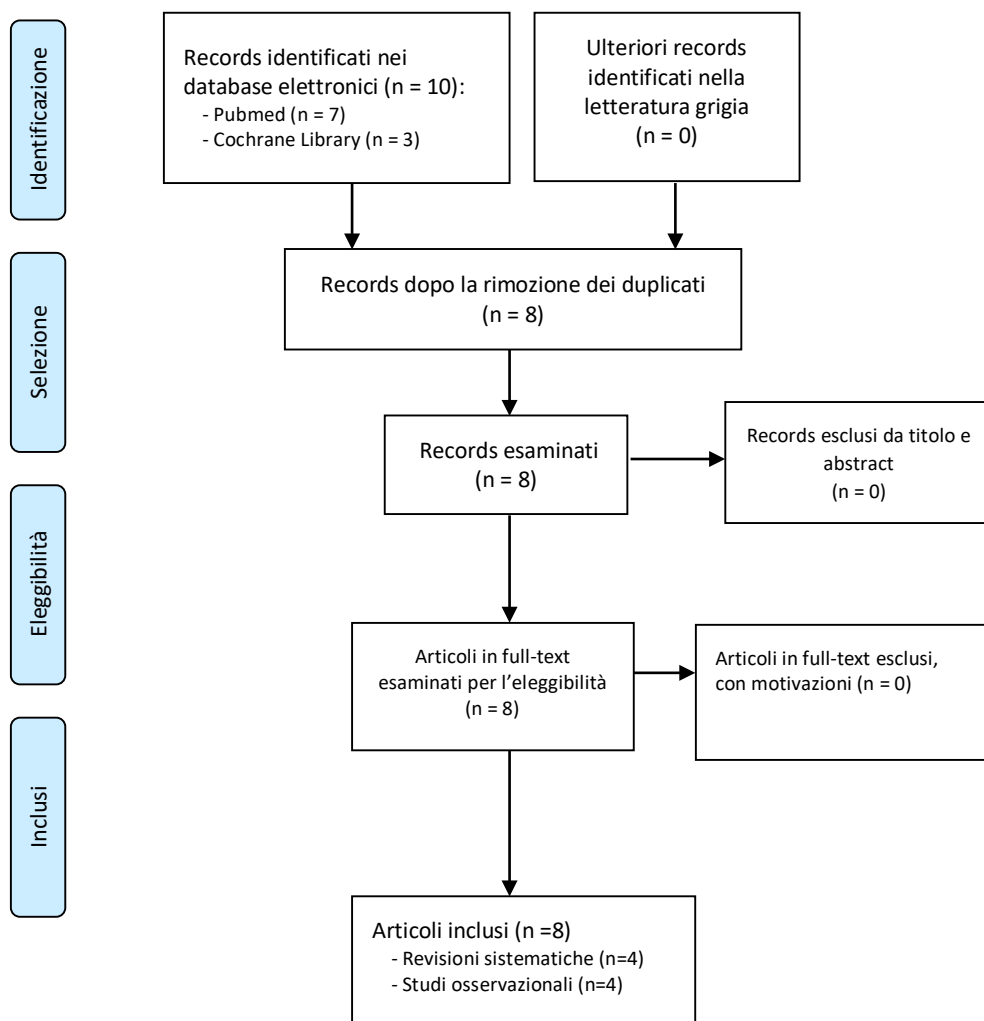 Identificazione
Records identificati nei
database elettronici (n = 10):
- Pubmed (n = 7)
- Cochrane Library (n = 3)
Ulteriori records
identificati nella
letteratura grigia
(n = 0)
Selezione
Records dopo la rimozione dei duplicati
(n = 8)
Records esaminati
(n = 8)
Records esclusi da titolo e
abstract
(n = 0)
Eleggibilità
Articoli in full-text
esaminati per l'eleggibilità
(n = 8)
Articoli in full-text esclusi,
con motivazioni (n = 0)
Inclusi
Articoli inclusi (n =8)
- Revisioni sistematiche (n=4)
- Studi osservazionali (n=4)